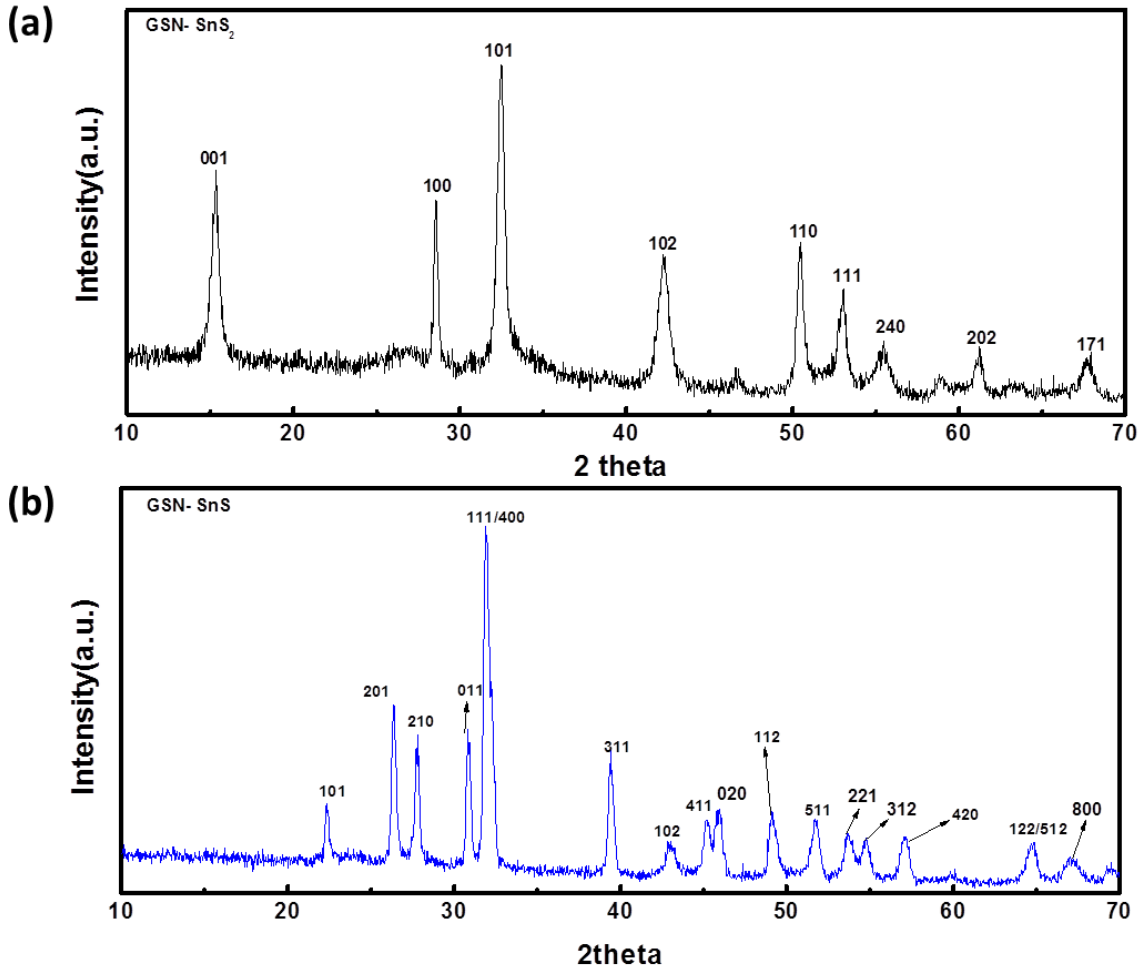 (a)
GSN- SnS₂
Intensity(a.u.)
001
100
101
102
110
111
240
202
171
10 20 30 40 50 60 70
2 theta
(b)
GSN- SnS
Intensity(a.u.)
101
201
210
011
111/400
311
102
411
020
112
511
221
312
420
122/512
800
10 20 30 40 50 60 70
2theta